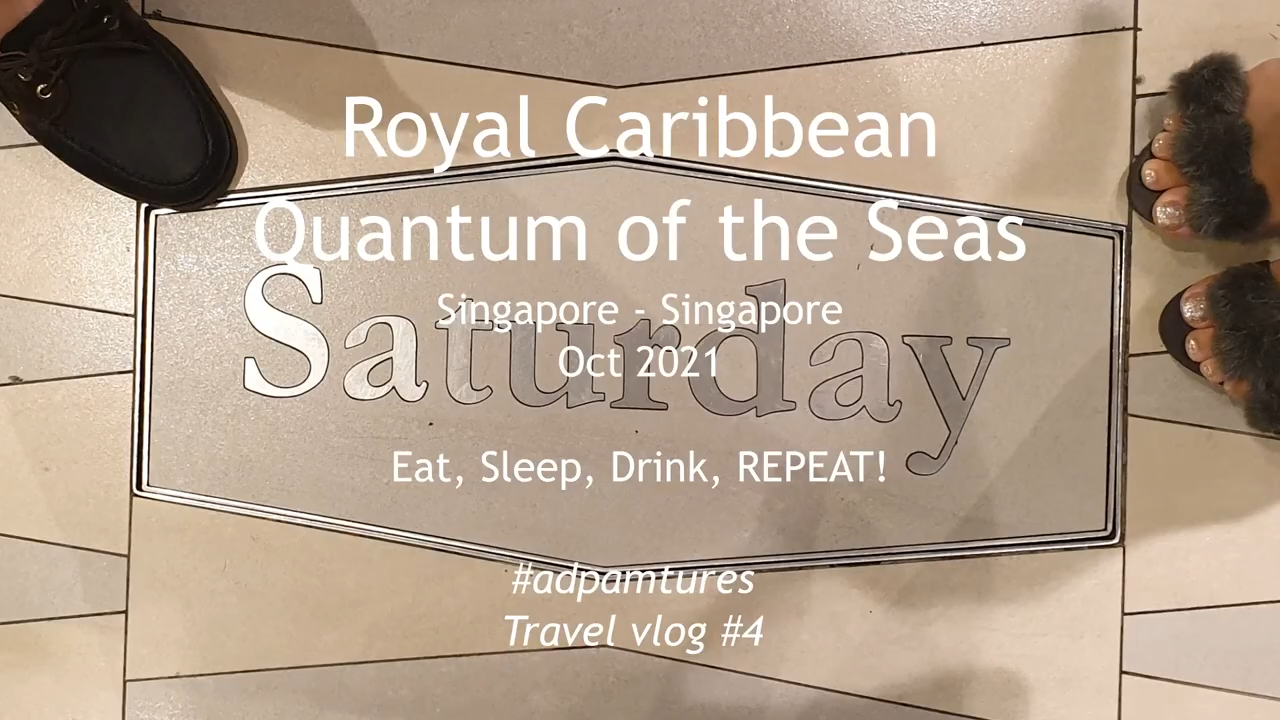 Royal Caribbean
Quantum of the Seas
Singapore - Singapore
Saturday
Oct 2021
Eat, Sleep, Drink, REPEAT!
#adpamtures
Travel vlog #4